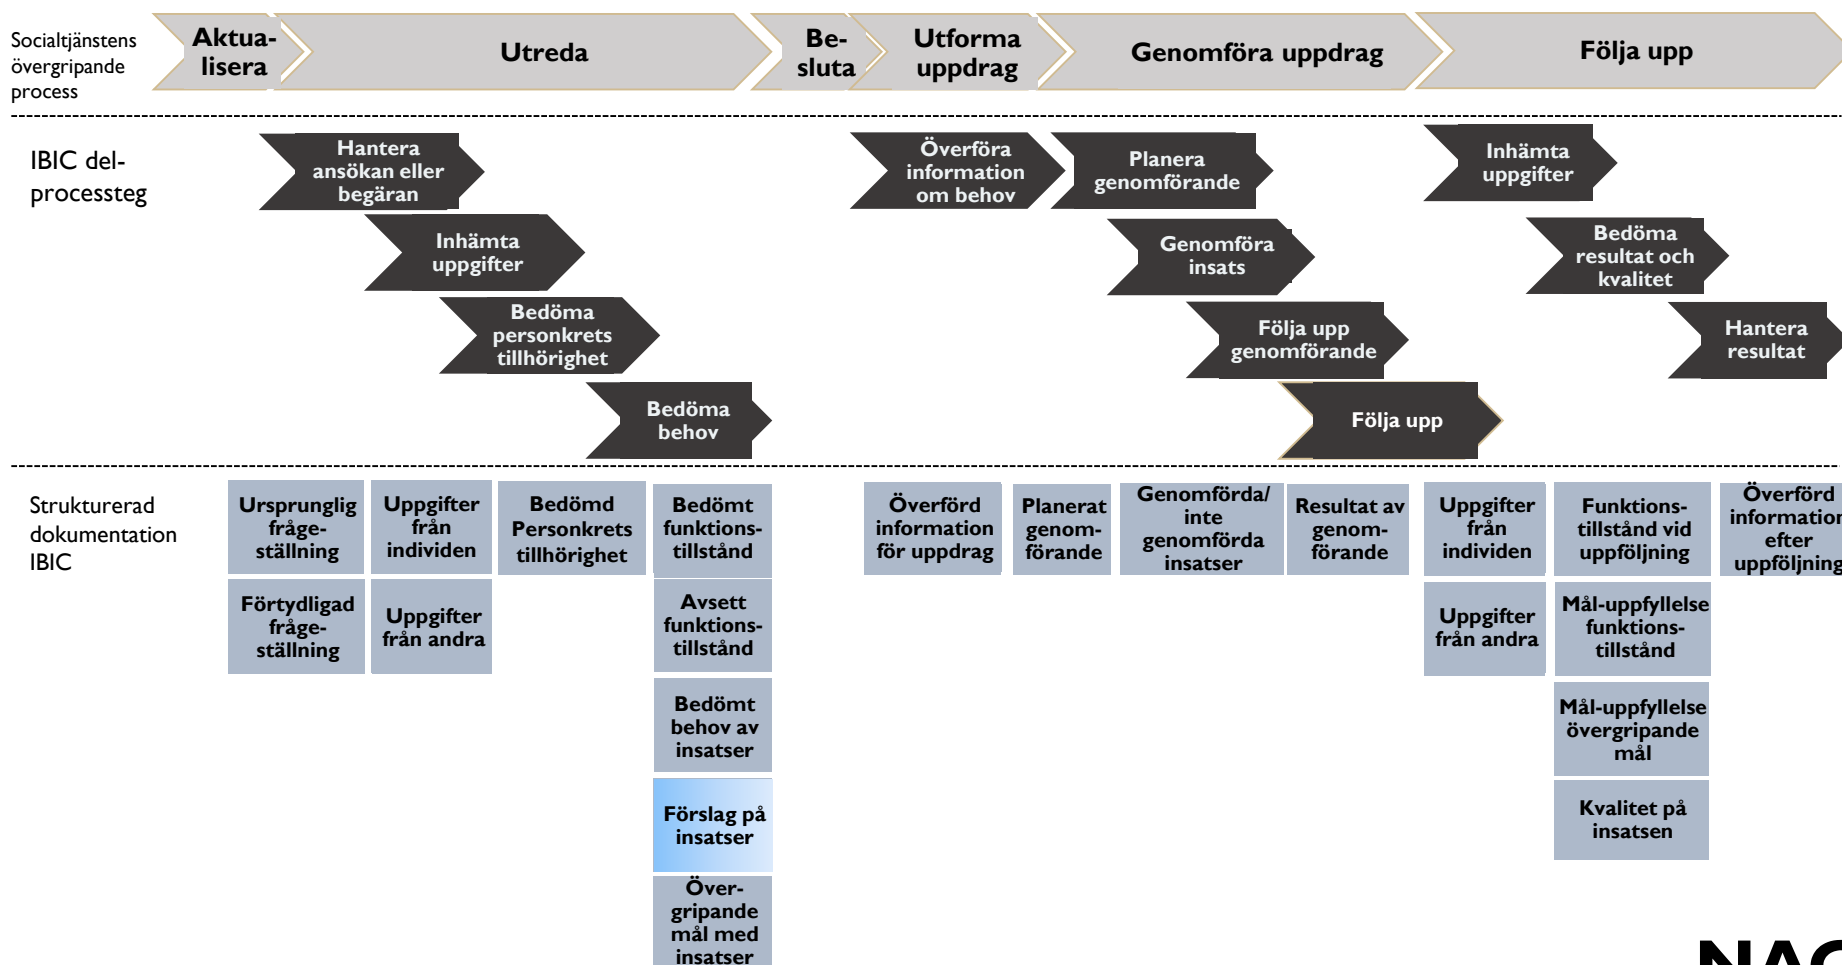 Socialtjänstens
övergripande
process
Aktua-
lisera
Utreda
Be-
sluta
Utforma
uppdrag
Genomföra uppdrag
Följa upp
IBIC del-
processteg
Hantera
ansökan eller
begäran
Inhämta
uppgifter
Bedöma
personkrets
tillhörighet
Bedöma
behov
Överföra
information
om behov
Planera
genomförande
Genomföra
insats
Följa upp
genomförande
Följa upp
Inhämta
uppgifter
Bedöma
resultat och
kvalitet
Hantera
resultat
Strukturerad
dokumentation
IBIC
Ursprunglig
fråge-
ställning
Förtydligad
fråge-
ställning
Uppgifter
från
individen
Uppgifter
från andra
Bedömd
Personkrets
tillhörighet
Bedömt
funktions-
tillstånd
Avsett
funktions-
tillstånd
Bedömt
behov av
insatser
Förslag på
insatser
Över-
gripande
mål med
insatser
Överförd
information
för uppdrag
Planerat
genom-
förande
Genomförda/
inte
genomförda
insatser
Resultat av
genom-
förande
Uppgifter
från
individen
Uppgifter
från andra
Funktions-
tillstånd vid
uppföljning
Mål-uppfyllelse
funktions-
tillstånd
Mål-uppfyllelse
övergripande
mål
Kvalitet på
insatsen
Överförd
information
efter
uppföljning